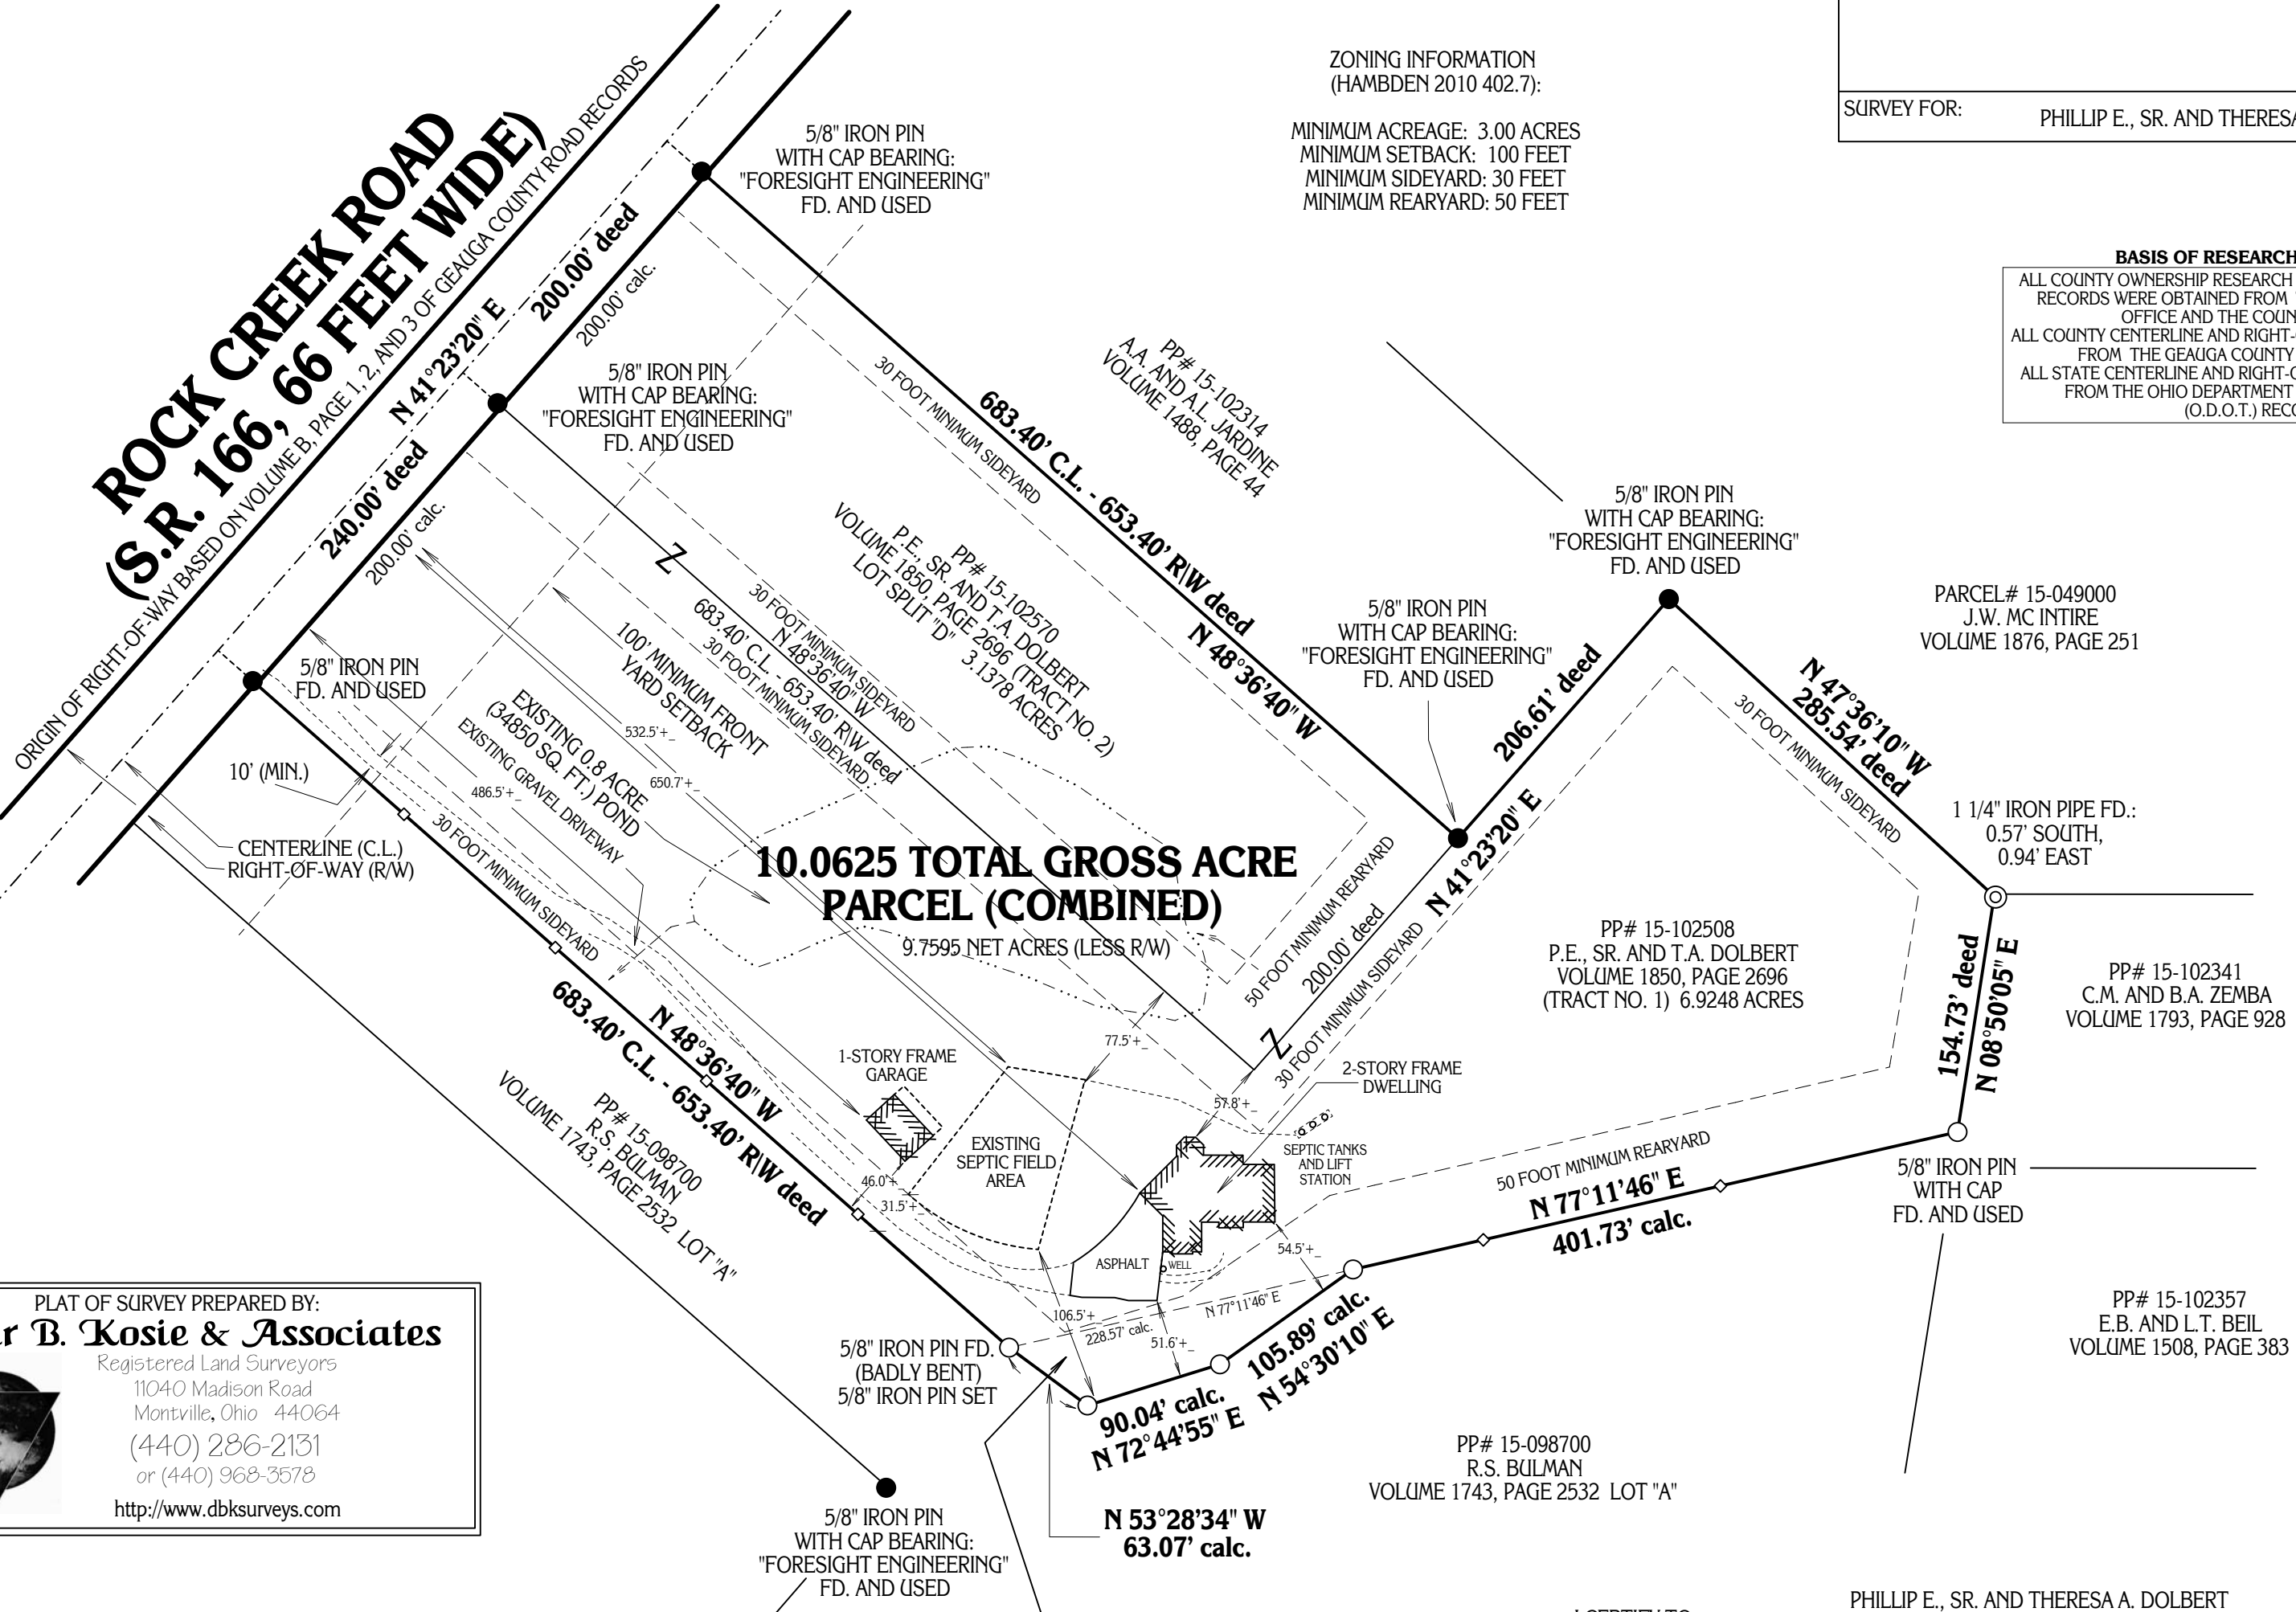 ROCK CREEK ROAD
(S.R. 166, 66 FEET WIDE)
ORIGIN OF RIGHT-OF-WAY BASED ON VOLUME B, PAGE 1, 2, AND 3 OF GEAUGA COUNTY ROAD RECORDS
N 41°23'20" E
200.00' deed
200.00' calc.
240.00' deed
200.00' calc.
5/8" IRON PIN
WITH CAP BEARING:
"FORESIGHT ENGINEERING"
FD. AND USED
5/8" IRON PIN
WITH CAP BEARING:
"FORESIGHT ENGINEERING"
FD. AND USED
5/8" IRON PIN
FD. AND USED
10' (MIN.)
CENTERLINE (C.L.)
RIGHT-OF-WAY (R/W)
ZONING INFORMATION
(HAMBDEN 2010 402.7):
MINIMUM ACREAGE: 3.00 ACRES
MINIMUM SETBACK: 100 FEET
MINIMUM SIDEYARD: 30 FEET
MINIMUM REARYARD: 50 FEET
SURVEY FOR:
PHILLIP E., SR. AND THERESA
BASIS OF RESEARCH
ALL COUNTY OWNERSHIP RESEARCH
RECORDS WERE OBTAINED FROM
OFFICE AND THE COUN
ALL COUNTY CENTERLINE AND RIGHT-
FROM THE GEAUGA COUNTY
ALL STATE CENTERLINE AND RIGHT-O
FROM THE OHIO DEPARTMENT
(O.D.O.T.) RECO
30 FOOT MINIMUM SIDEYARD
683.40' C.L. - 653.40' R\W deed
N 48°36'40" W
PP# 15-102314
A.A. AND A.L. JARDINE
VOLUME 1488, PAGE 44
PP# 15-102570
P.E., SR. AND T.A. DOLBERT
VOLUME 1850, PAGE 2696 (TRACT NO. 2)
LOT SPLIT "D" 3.1378 ACRES
Z
30 FOOT MINIMUM SIDEYARD
N 48°36'40" W
683.40' C.L - 653.40' R\W deed
30 FOOT MINIMUM SIDEYARD
100' MINIMUM FRONT
YARD SETBACK
532.5'+_
650.7'+_
486.5'+_
EXISTING 0.8 ACRE
(34850 SQ. FT.) POND
EXISTING GRAVEL DRIVEWAY
30 FOOT MINIMUM SIDEYARD
10.0625 TOTAL GROSS ACRE
PARCEL (COMBINED)
9.7595 NET ACRES (LESS R/W)
50 FOOT MINIMUM REARYARD
200.00' deed
Z
30 FOOT MINIMUM SIDEYARD
N 41°23'20" E
206.61' deed
5/8" IRON PIN
WITH CAP BEARING:
"FORESIGHT ENGINEERING"
FD. AND USED
5/8" IRON PIN
WITH CAP BEARING:
"FORESIGHT ENGINEERING"
FD. AND USED
PARCEL# 15-049000
J.W. MC INTIRE
VOLUME 1876, PAGE 251
N 47°36'10" W
285.54' deed
30 FOOT MINIMUM SIDEYARD
1 1/4" IRON PIPE FD.:
0.57' SOUTH,
0.94' EAST
PP# 15-102508
P.E., SR. AND T.A. DOLBERT
VOLUME 1850, PAGE 2696
(TRACT NO. 1) 6.9248 ACRES
154.73' deed
N 08°50'05" E
PP# 15-102341
C.M. AND B.A. ZEMBA
VOLUME 1793, PAGE 928
5/8" IRON PIN
WITH CAP
FD. AND USED
PP# 15-102357
E.B. AND L.T. BEIL
VOLUME 1508, PAGE 383
50 FOOT MINIMUM REARYARD
N 77°11'46" E
401.73' calc.
683.40' C.L. - 653.40' R\W deed
N 48°36'40" W
PP# 15-098700
R.S. BULMAN
VOLUME 1743, PAGE 2532 LOT "A"
1-STORY FRAME
GARAGE
46.0'+_
31.5'+_
EXISTING
SEPTIC FIELD
AREA
77.5'+_
57.8'+_
2-STORY FRAME
DWELLING
SEPTIC TANKS
AND LIFT
STATION
ASPHALT
WELL
54.5'+_
106.5'+
51.6'+_
228.57' calc.
N 77°11'46" E
105.89' calc.
N 54°30'10" E
90.04' calc.
N 72°44'55" E
5/8" IRON PIN FD.
(BADLY BENT)
5/8" IRON PIN SET
N 53°28'34" W
63.07' calc.
5/8" IRON PIN
WITH CAP BEARING:
"FORESIGHT ENGINEERING"
FD. AND USED
PP# 15-098700
R.S. BULMAN
VOLUME 1743, PAGE 2532 LOT "A"
PLAT OF SURVEY PREPARED BY:
r B. Kosie & Associates
Registered Land Surveyors
11040 Madison Road
Montville, Ohio 44064
(440) 286-2131
or (440) 968-3578
http://www.dbksurveys.com
PHILLIP E., SR. AND THERESA A. DOLBERT